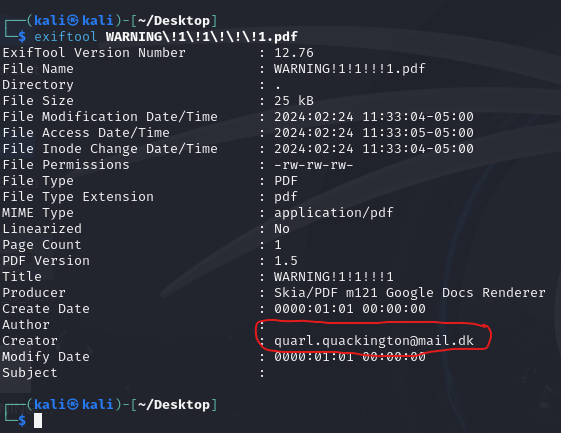 ┌──(kali㉿kali)-[~/Desktop]
└─$ exiftool WARNING\!1\!1\!\!\!1.pdf
ExifTool Version Number : 12.76
File Name : WARNING!1!1!!!1.pdf
Directory : .
File Size : 25 kB
File Modification Date/Time : 2024:02:24 11:33:04-05:00
File Access Date/Time : 2024:02:24 11:33:05-05:00
File Inode Change Date/Time : 2024:02:24 11:33:04-05:00
File Permissions : -rw-rw-rw-
File Type : PDF
File Type Extension : pdf
MIME Type : application/pdf
Linearized : No
Page Count : 1
PDF Version : 1.5
Title : WARNING!1!1!!!1
Producer : Skia/PDF m121 Google Docs Renderer
Create Date : 0000:01:01 00:00:00
Author :
Creator : quarl.quackington@mail.dk
Modify Date : 0000:01:01 00:00:00
Subject :
┌──(kali㉿kali)-[~/Desktop]
└─$